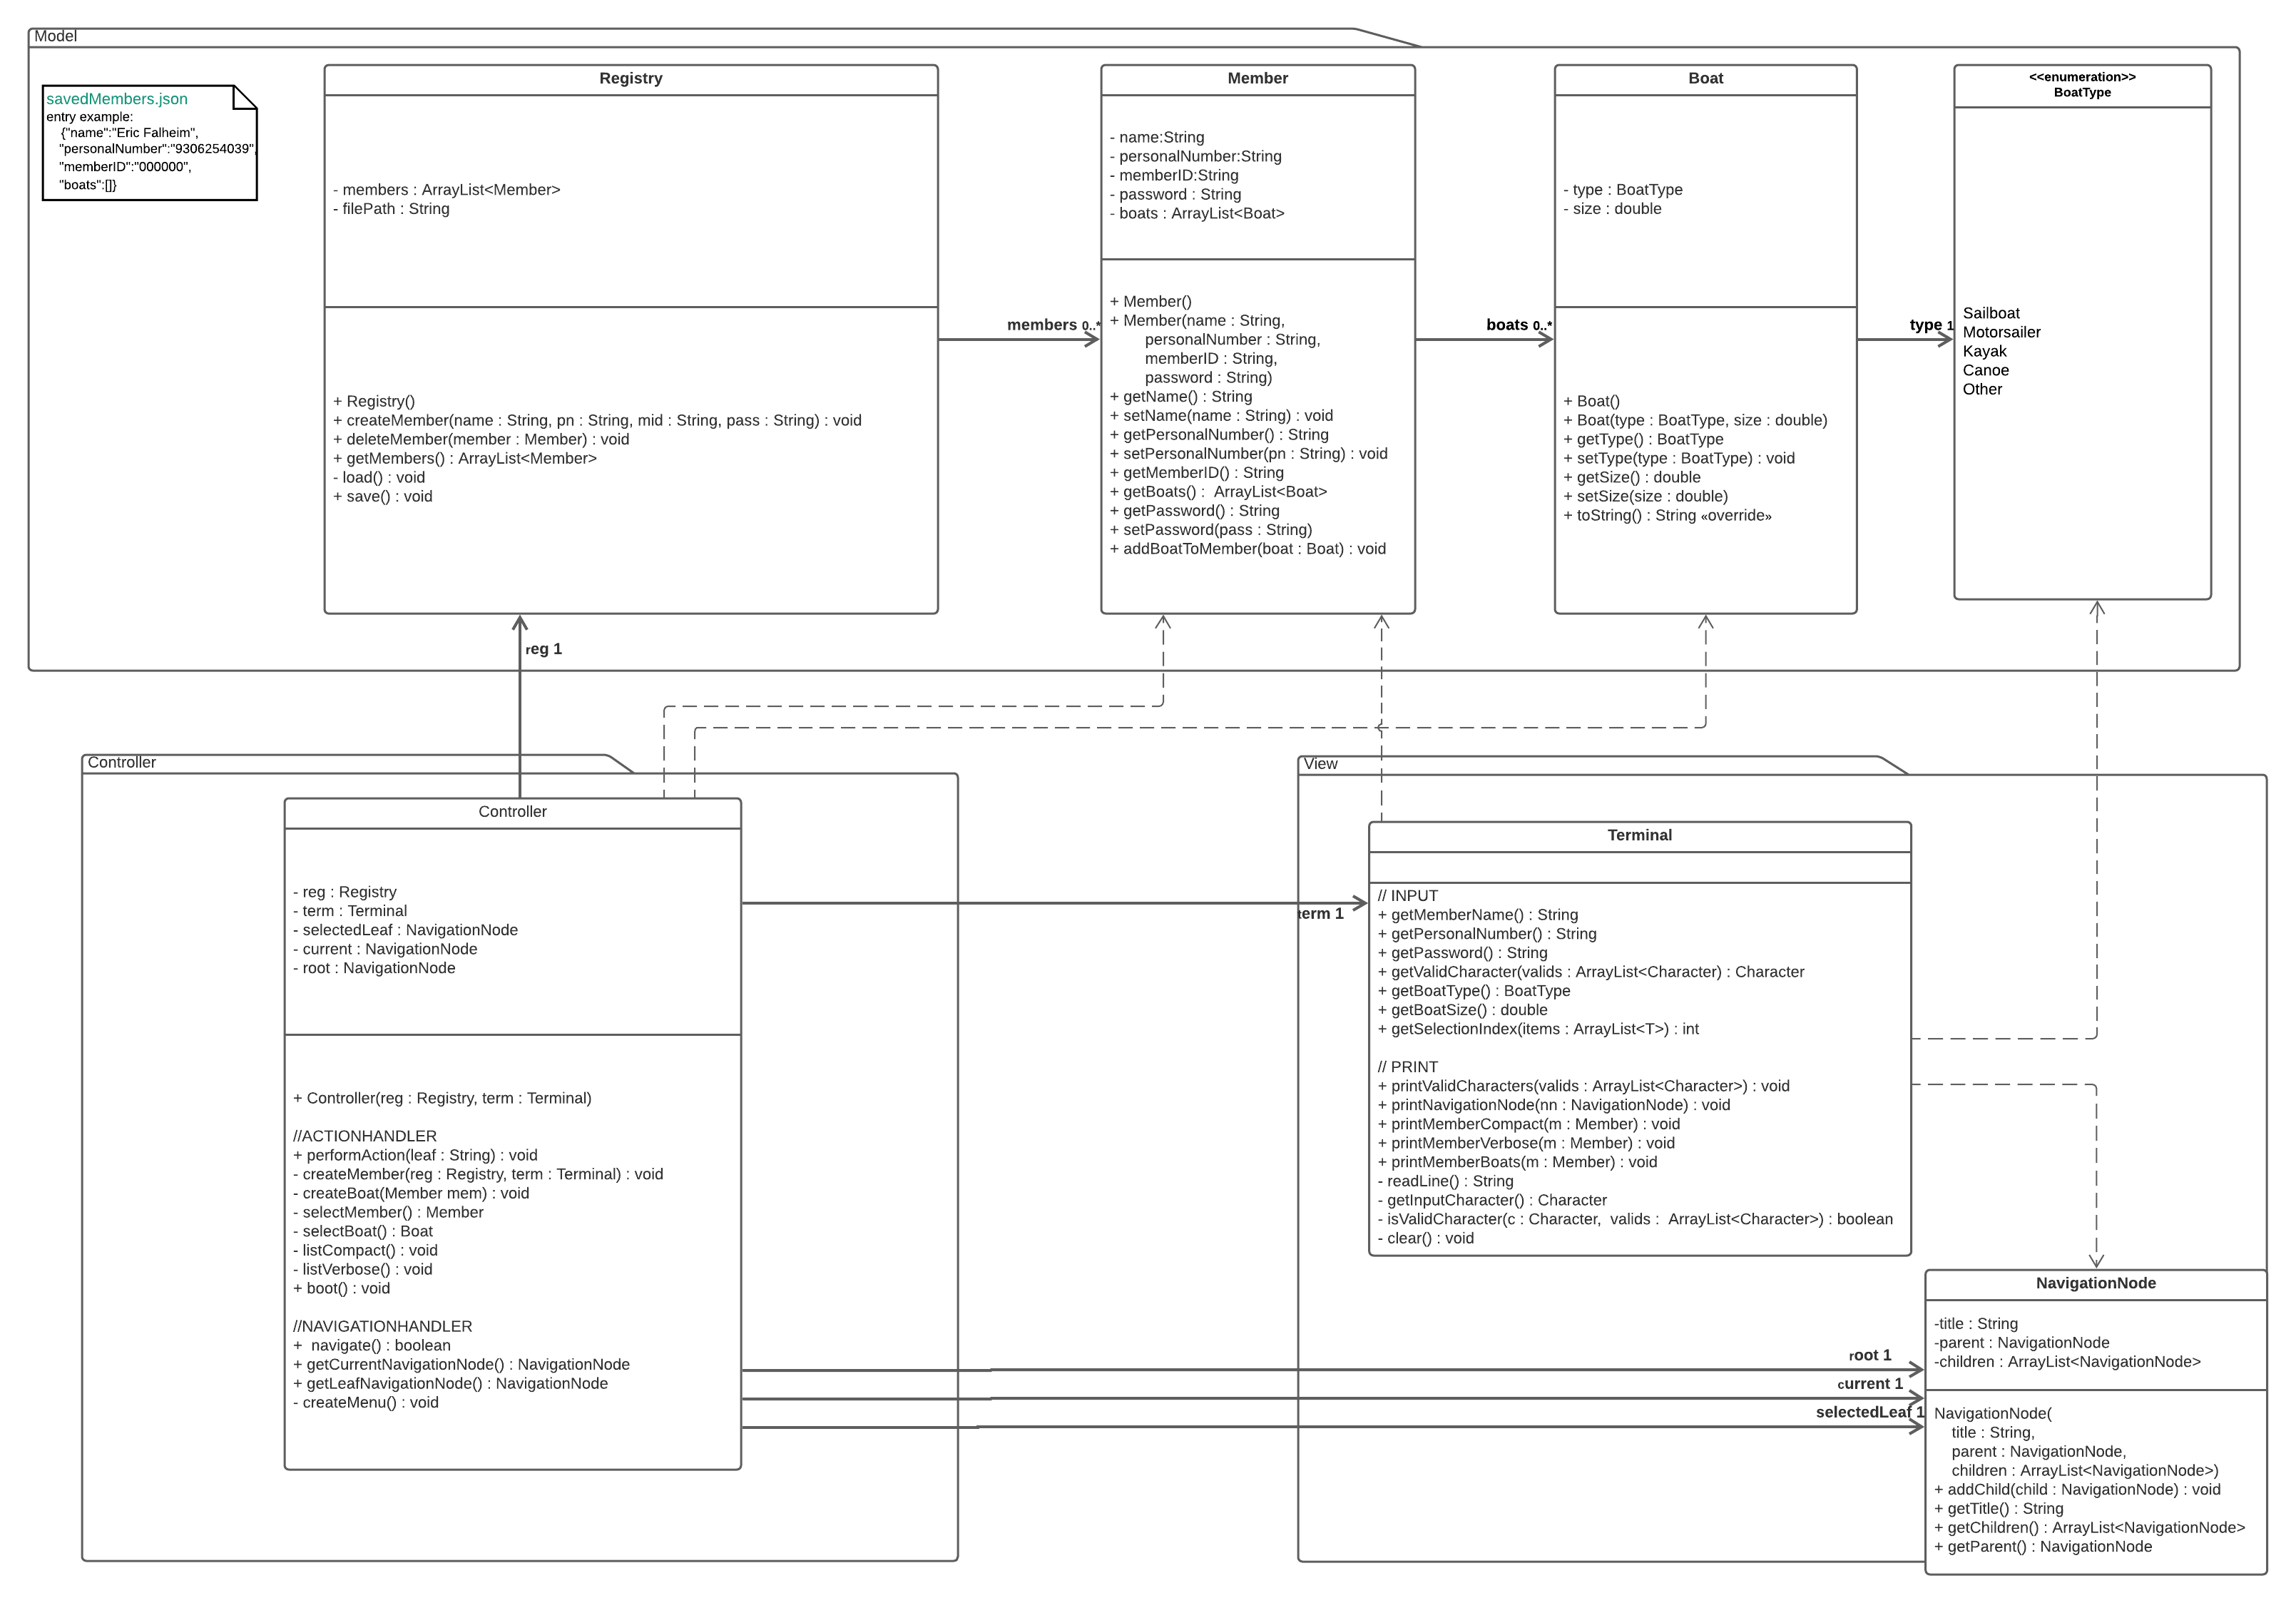 Model
savedMembers.json
entry example:
{"name":"Eric Falheim",
"personalNumber":"9306254039",
"memberID":"000000",
"boats":[]}
Registry
- members : ArrayList<Member>
- filePath : String
+ Registry()
+ createMember(name : String, pn : String, mid : String, pass : String) : void
+ deleteMember(member : Member) : void
+ getMembers() : ArrayList<Member>
- load() : void
+ save() : void
members 0..*
Member
- name:String
- personalNumber:String
- memberID:String
- password : String
- boats : ArrayList<Boat>
+ Member()
+ Member(name : String,
personalNumber : String,
memberID : String,
password : String)
+ getName() : String
+ setName(name : String) : void
+ getPersonalNumber() : String
+ setPersonalNumber(pn : String) : void
+ getMemberID() : String
+ getBoats() :  ArrayList<Boat>
+ getPassword() : String
+ setPassword(pass : String)
+ addBoatToMember(boat : Boat) : void
boats 0..*
Boat
- type : BoatType
- size : double
+ Boat()
+ Boat(type : BoatType, size : double)
+ getType() : BoatType
+ setType(type : BoatType) : void
+ getSize() : double
+ setSize(size : double)
+ toString() : String «override»
type 1
<<enumeration>>
BoatType
Sailboat
Motorsailer
Kayak
Canoe
Other
reg 1
Controller
Controller
- reg : Registry
- term : Terminal
- selectedLeaf : NavigationNode
- current : NavigationNode
- root : NavigationNode
+ Controller(reg : Registry, term : Terminal)
//ACTIONHANDLER
+ performAction(leaf : String) : void
- createMember(reg : Registry, term : Terminal) : void
- createBoat(Member mem) : void
- selectMember() : Member
- selectBoat() : Boat
- listCompact() : void
- listVerbose() : void
+ boot() : void
//NAVIGATIONHANDLER
+  navigate() : boolean
+ getCurrentNavigationNode() : NavigationNode
+ getLeafNavigationNode() : NavigationNode
- createMenu() : void
term 1
View
Terminal
// INPUT
+ getMemberName() : String
+ getPersonalNumber() : String
+ getPassword() : String
+ getValidCharacter(valids : ArrayList<Character) : Character
+ getBoatType() : BoatType
+ getBoatSize() : double
+ getSelectionIndex(items : ArrayList<T>) : int
// PRINT
+ printValidCharacters(valids : ArrayList<Character>) : void
+ printNavigationNode(nn : NavigationNode) : void
+ printMemberCompact(m : Member) : void
+ printMemberVerbose(m : Member) : void
+ printMemberBoats(m : Member) : void
- readLine() : String
- getInputCharacter() : Character
- isValidCharacter(c : Character,  valids :  ArrayList<Character>) : boolean
- clear() : void
root 1
current 1
selectedLeaf 1
NavigationNode
-title : String
-parent : NavigationNode
-children : ArrayList<NavigationNode>
NavigationNode(
title : String,
parent : NavigationNode,
children : ArrayList<NavigationNode>)
+ addChild(child : NavigationNode) : void
+ getTitle() : String
+ getChildren() : ArrayList<NavigationNode>
+ getParent() : NavigationNode